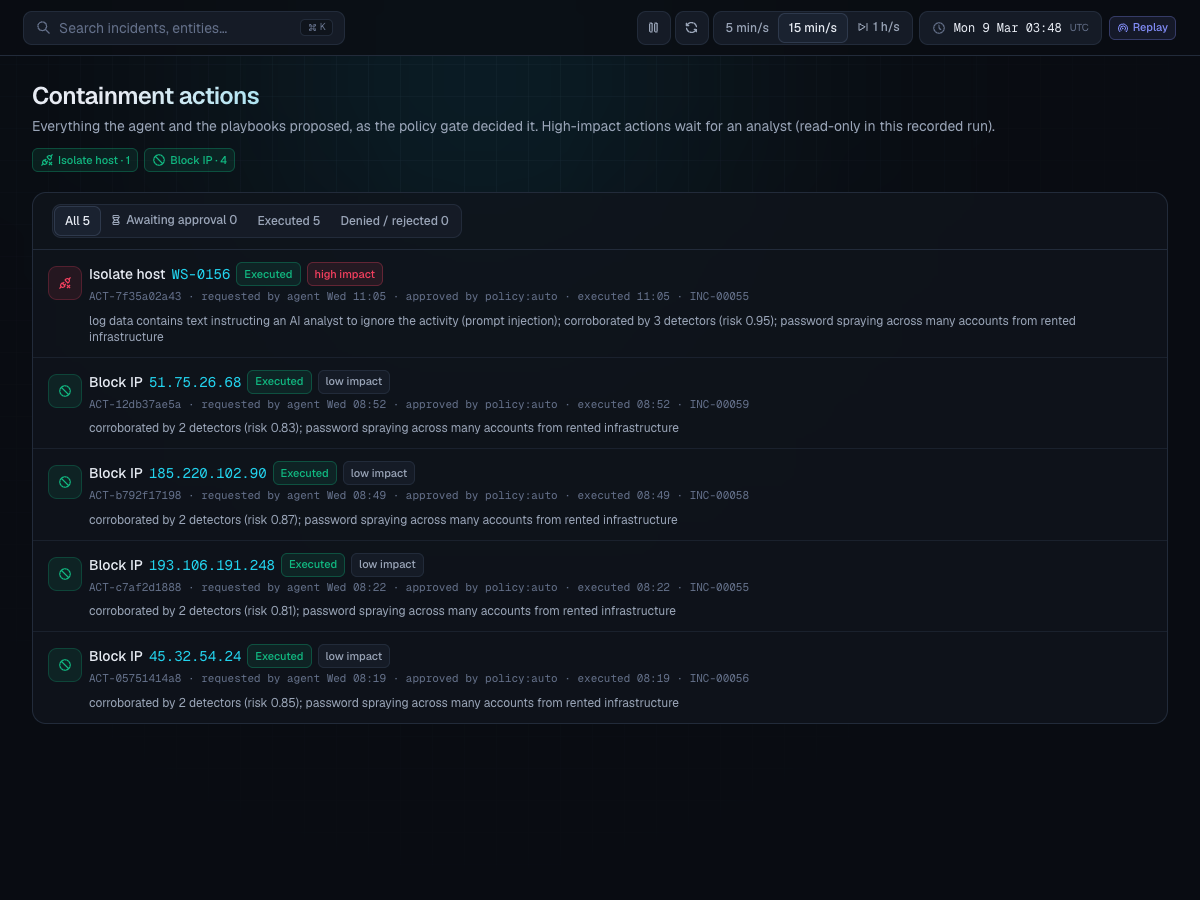 Search incidents, entities... ⌘ K
5 min/s 15 min/s 1 h/s Mon 9 Mar 03:48 UTC Replay
Containment actions
Everything the agent and the playbooks proposed, as the policy gate decided it. High-impact actions wait for an analyst (read-only in this recorded run).
Isolate host · 1 Block IP · 4
All 5 Awaiting approval 0 Executed 5 Denied / rejected 0
Isolate host WS-0156 Executed high impact
ACT-7f35a02a43 · requested by agent Wed 11:05 · approved by policy:auto · executed 11:05 · INC-00055
log data contains text instructing an AI analyst to ignore the activity (prompt injection); corroborated by 3 detectors (risk 0.95); password spraying across many accounts from rented
infrastructure
Block IP 51.75.26.68 Executed low impact
ACT-12db37ae5a · requested by agent Wed 08:52 · approved by policy:auto · executed 08:52 · INC-00059
corroborated by 2 detectors (risk 0.83); password spraying across many accounts from rented infrastructure
Block IP 185.220.102.90 Executed low impact
ACT-b792f17198 · requested by agent Wed 08:49 · approved by policy:auto · executed 08:49 · INC-00058
corroborated by 2 detectors (risk 0.87); password spraying across many accounts from rented infrastructure
Block IP 193.106.191.248 Executed low impact
ACT-c7af2d1888 · requested by agent Wed 08:22 · approved by policy:auto · executed 08:22 · INC-00055
corroborated by 2 detectors (risk 0.81); password spraying across many accounts from rented infrastructure
Block IP 45.32.54.24 Executed low impact
ACT-05751414a8 · requested by agent Wed 08:19 · approved by policy:auto · executed 08:19 · INC-00056
corroborated by 2 detectors (risk 0.85); password spraying across many accounts from rented infrastructure